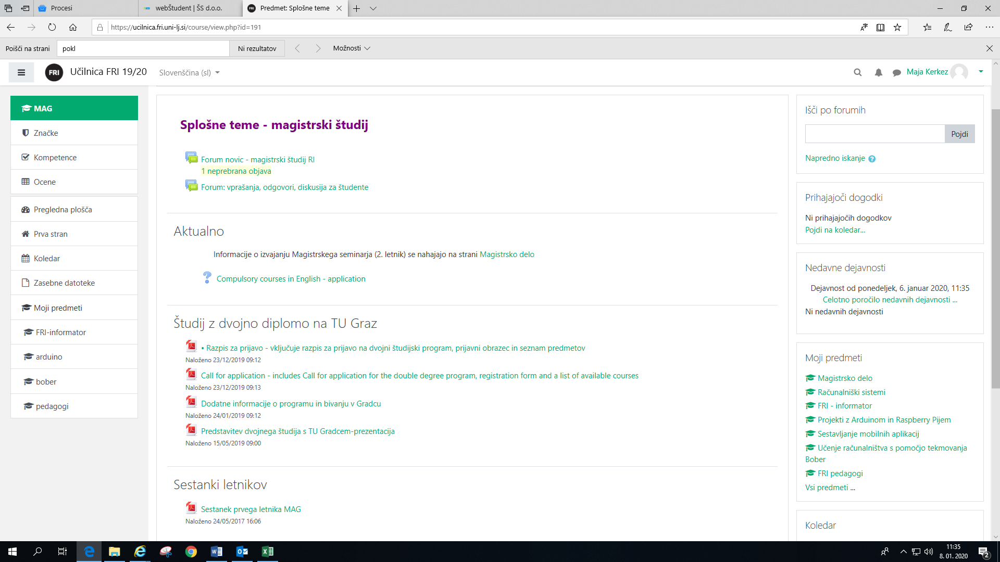 Procesi
webŠtudent | ŠS d.o.o.
Predmet: Splošne teme
https://ucilnica.fri.uni-lj.si/course/view.php?id=191
Poišči na strani
pokl
Ni rezultatov
Možnosti
FRI
Učilnica FRI 19/20
Slovenščina (sl)
Maja Kerkez
MAG
Značke
Kompetence
Ocene
Pregledna plošča
Prva stran
Koledar
Zasebne datoteke
Moji predmeti
FRI-informator
arduino
bober
pedagogi
Splošne teme - magistrski študij
Forum novic - magistrski študij RI
1 neprebrana objava
Forum: vprašanja, odgovori, diskusija za študente
Aktualno
Informacije o izvajanju Magistrskega seminarja (2. letnik) se nahajajo na strani Magistrsko delo
Compulsory courses in English - application
Študij z dvojno diplomo na TU Graz
• Razpis za prijavo - vključuje razpis za prijavo na dvojni študijski program, prijavni obrazec in seznam predmetov
Naloženo 23/12/2019 09:12
Call for application - includes Call for application for the double degree program, registration form and a list of available courses
Naloženo 23/12/2019 09:13
Dodatne informacije o programu in bivanju v Gradcu
Naloženo 24/01/2019 09:12
Predstavitev dvojnega študija s TU Gradcem-prezentacija
Naloženo 15/05/2019 09:00
Sestanki letnikov
Sestanek prvega letnika MAG
Naloženo 24/05/2017 16:06
Išči po forumih
Pojdi
Napredno iskanje
Prihajajoči dogodki
Ni prihajajočih dogodkov
Pojdi na koledar...
Nedavne dejavnosti
Dejavnost od ponedeljek, 6. januar 2020, 11:35
Celotno poročilo nedavnih dejavnosti ...
Ni nedavnih dejavnosti
Moji predmeti
Magistrsko delo
Računalniški sistemi
FRI - informator
Projekti z Arduinom in Raspberry Pijem
Sestavljanje mobilnih aplikacij
Učenje računalništva s pomočjo tekmovanja
Bober
FRI pedagogi
Vsi predmeti ...
Koledar
11:35
8. 01. 2020
2